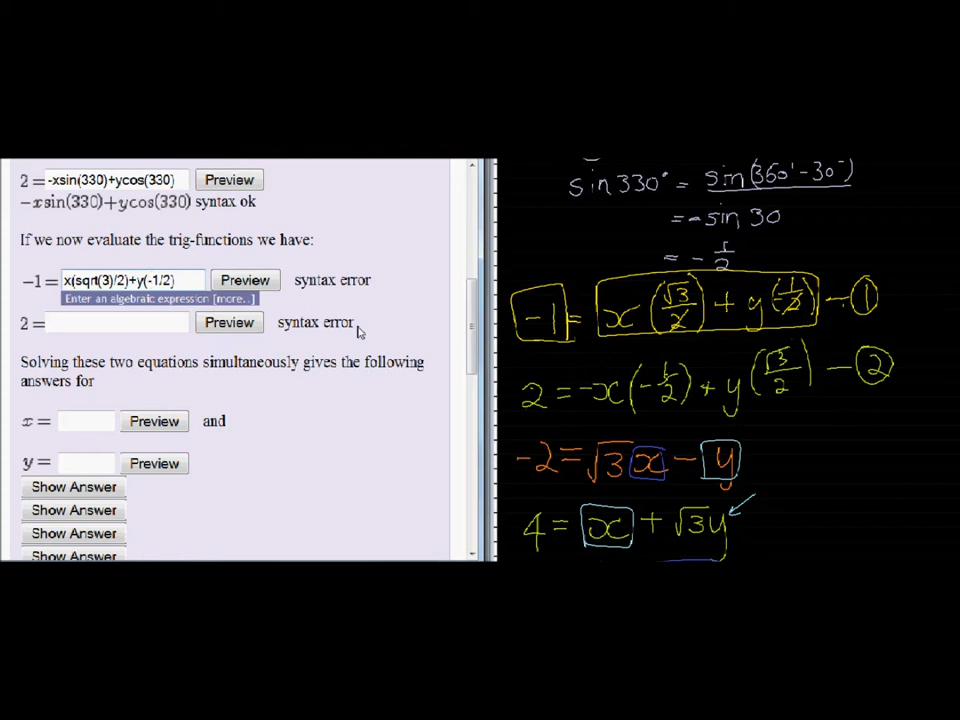 2 = -xsin(330)+ycos(330) Preview
−x sin(330) + y cos(330) syntax ok
If we now evaluate the trig-functions we have:
−1 = x(sqrt(3)/2)+y(-1/2) Preview syntax error
Enter an algebraic expression [more..]
2 = Preview syntax error
Solving these two equations simultaneously gives the following
answers for
x = Preview and
y = Preview
Show Answer
Show Answer
Show Answer
Show Answer
sin 330° = sin(360° - 30°)
= - sin 30
= - 1/2
-1 = x(√3/2) + y(-1/2) — ①
2 = -x(-1/2) + y(√3/2) — ②
-2 = √3 x - y
4 = x + √3y